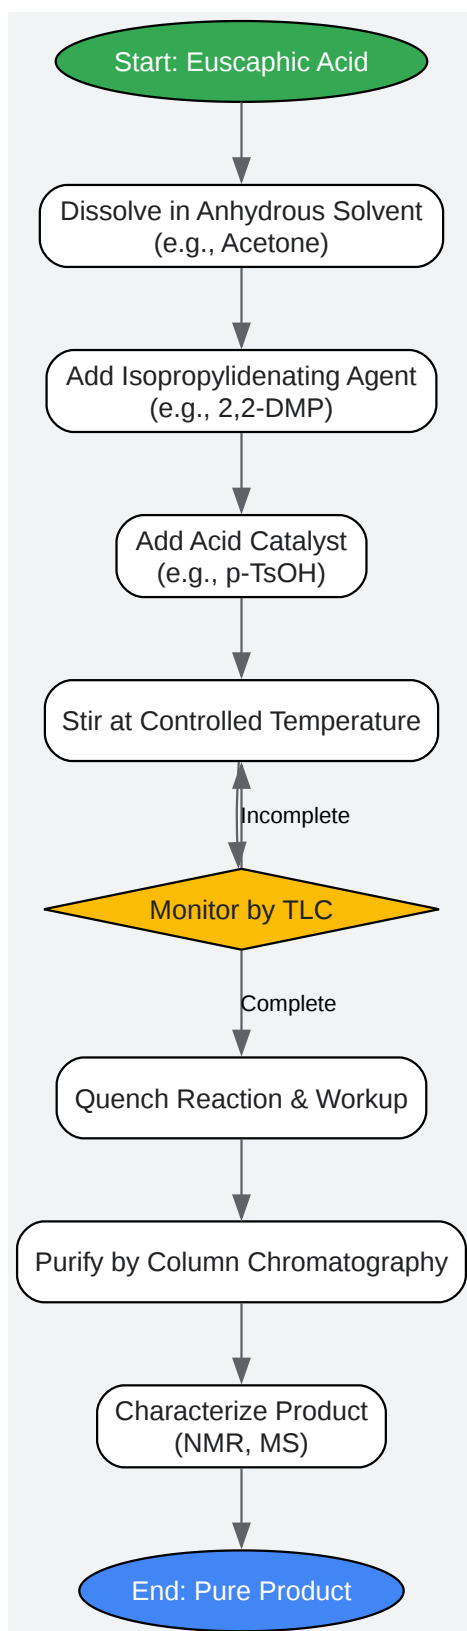 Start: Euscaphic Acid
Dissolve in Anhydrous Solvent
(e.g., Acetone)
Add Isopropylidenating Agent
(e.g., 2,2-DMP)
Add Acid Catalyst
(e.g., p-TsOH)
Stir at Controlled Temperature
Incomplete
Monitor by TLC
Complete
Quench Reaction & Workup
Purify by Column Chromatography
Characterize Product
(NMR, MS)
End: Pure Product